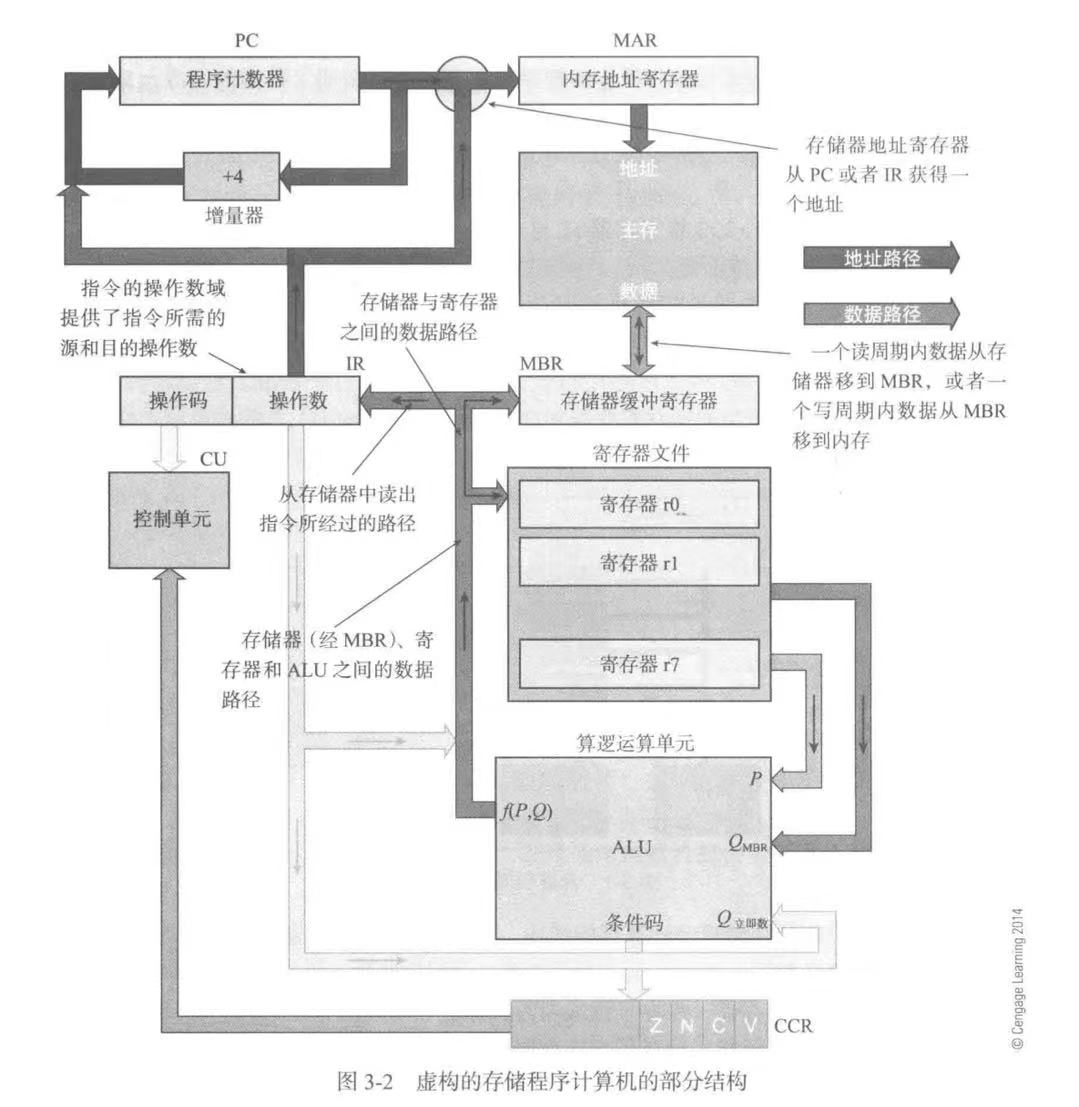 PC
程序计数器
+4
增量器
MAR
内存地址寄存器
地址
主存
数据
存储器地址寄存器
从 PC 或者 IR 获得一
个地址
地址路径
数据路径
指令的操作数域
提供了指令所需的
源和目的操作数
存储器与寄存器
之间的数据路径
一个读周期内数据从存
储器移到 MBR，或者一
个写周期内数据从 MBR
移到内存
IR
操作码
操作数
MBR
存储器缓冲寄存器
CU
控制单元
从存储器中读出
指令所经过的路径
寄存器文件
寄存器 r0
寄存器 r1
寄存器 r7
存储器（经 MBR）、寄
存器和 ALU 之间的数据
路径
算逻运算单元
P
f(P,Q)
ALU
Q MBR
Q 立即数
条件码
Z N C V
CCR
© Cengage Learning 2014
图 3-2 虚构的存储程序计算机的部分结构